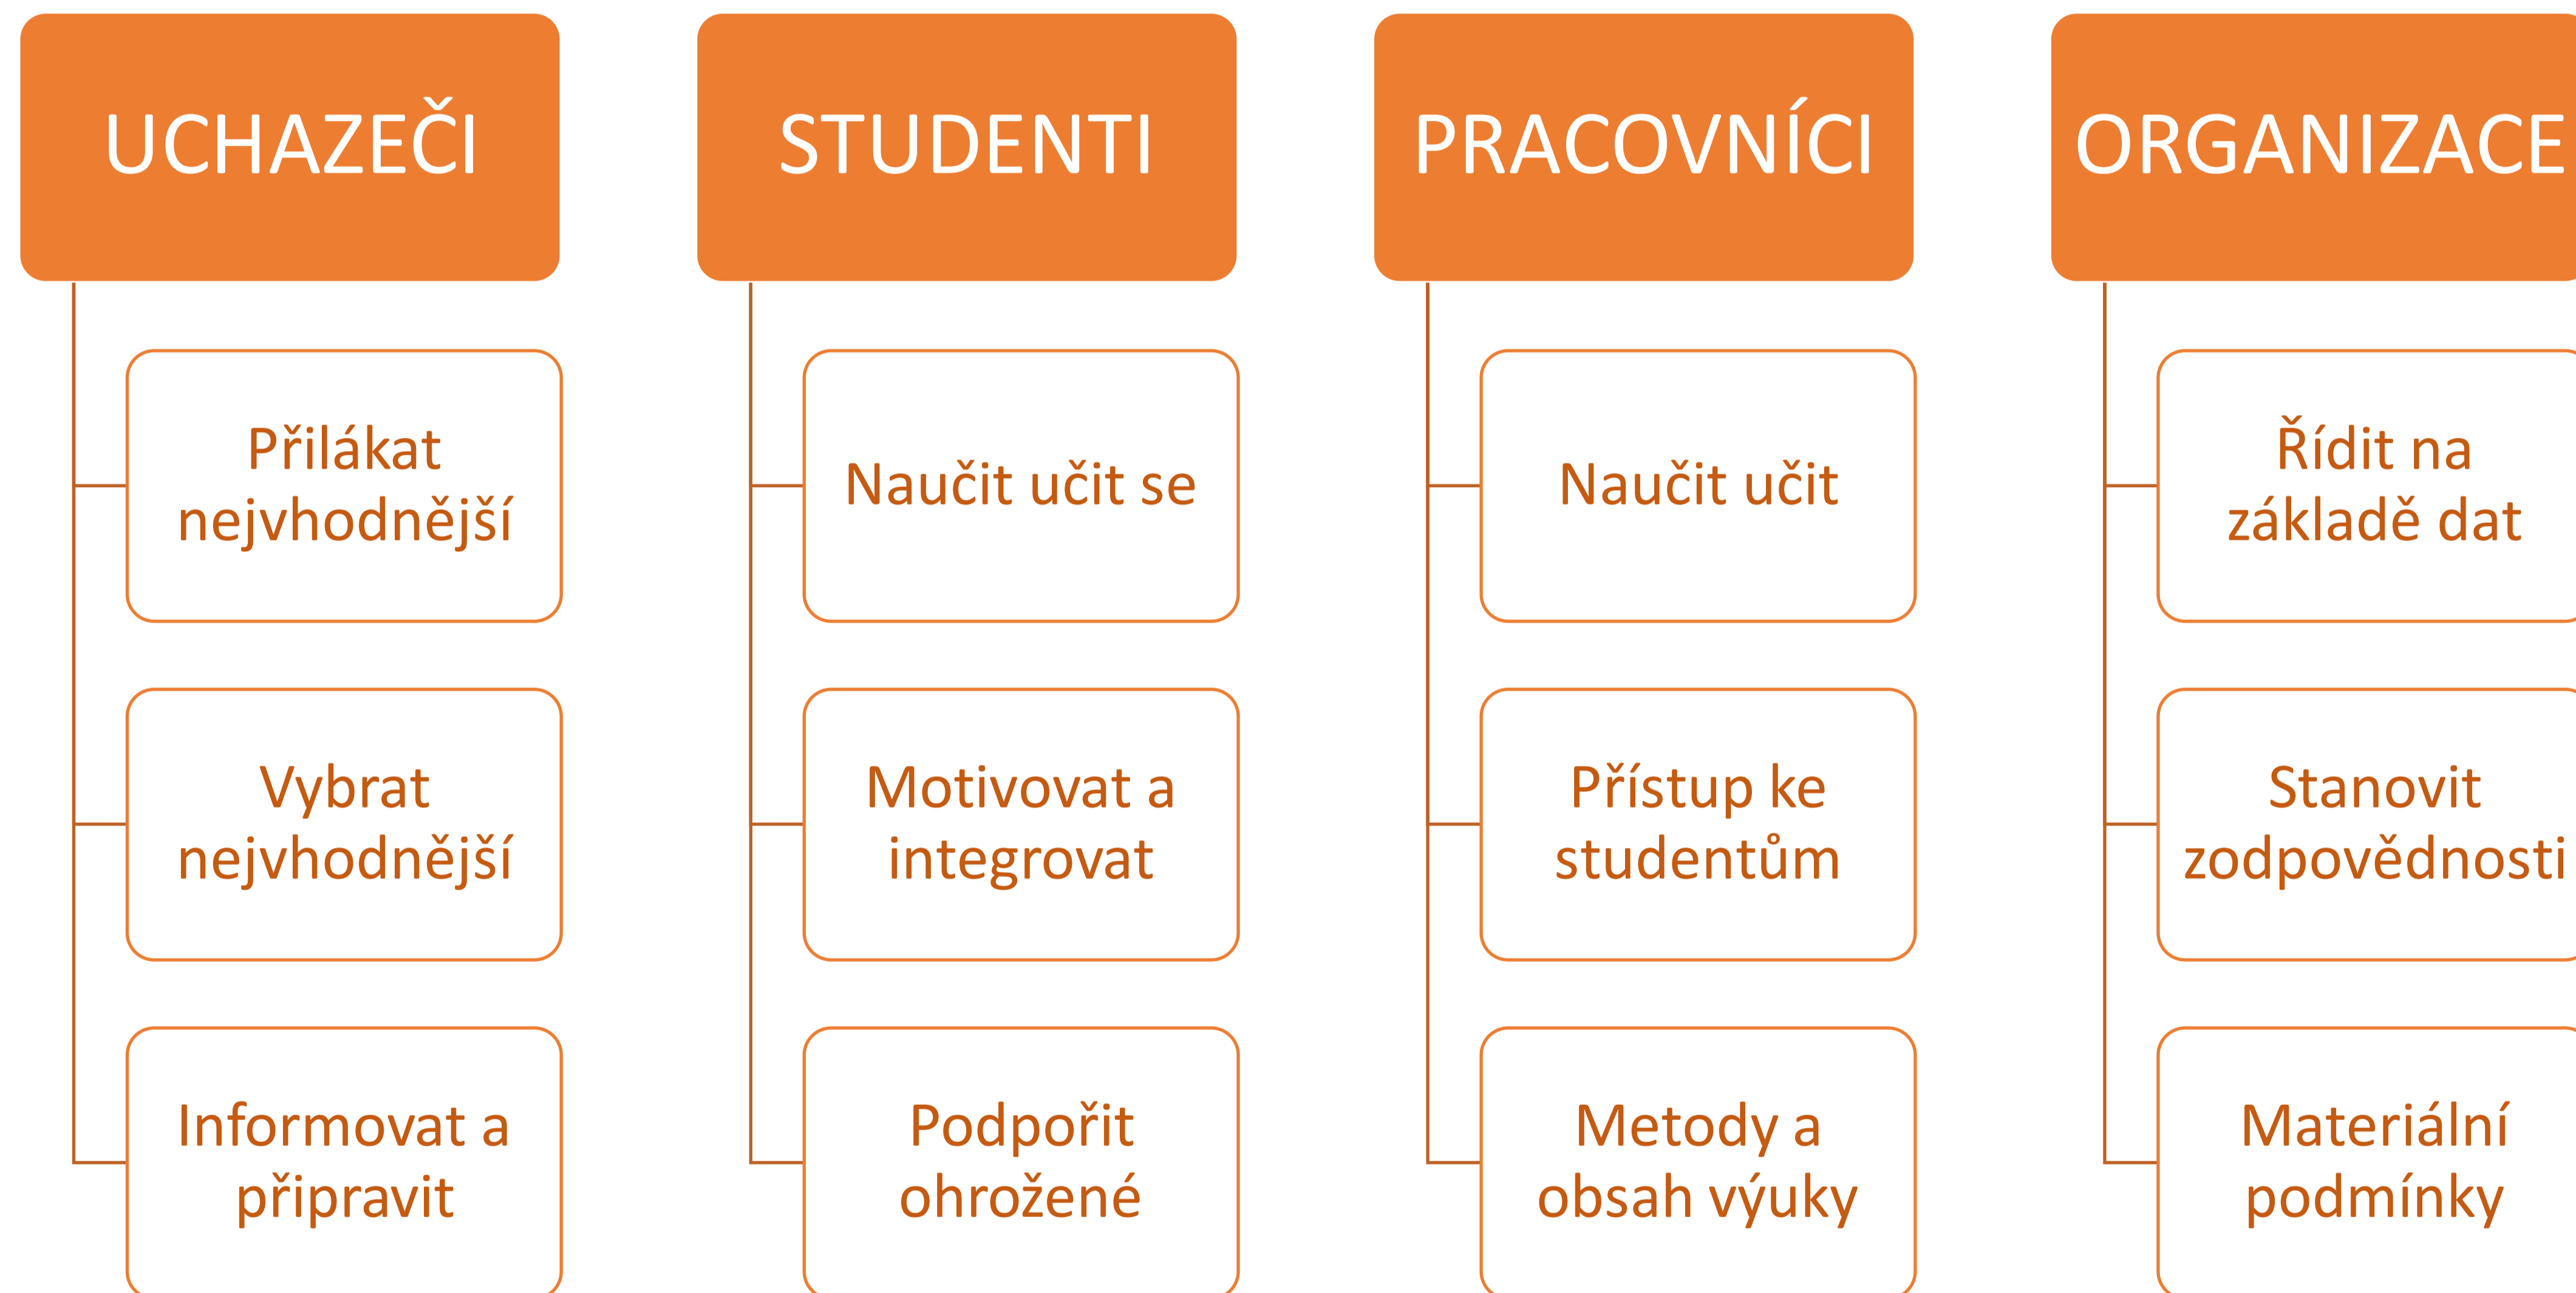 UCHAZEČI
Přilákat
nejvhodnější
Vybrat
nejvhodnější
Informovat a
připravit
STUDENTI
Naučit učit se
Motivovat a
integrovat
Podpořit
ohrožené
PRACOVNÍCI
Naučit učit
Přístup ke
studentům
Metody a
obsah výuky
ORGANIZACE
Řídit na
základě dat
Stanovit
zodpovědnosti
Materiální
podmínky